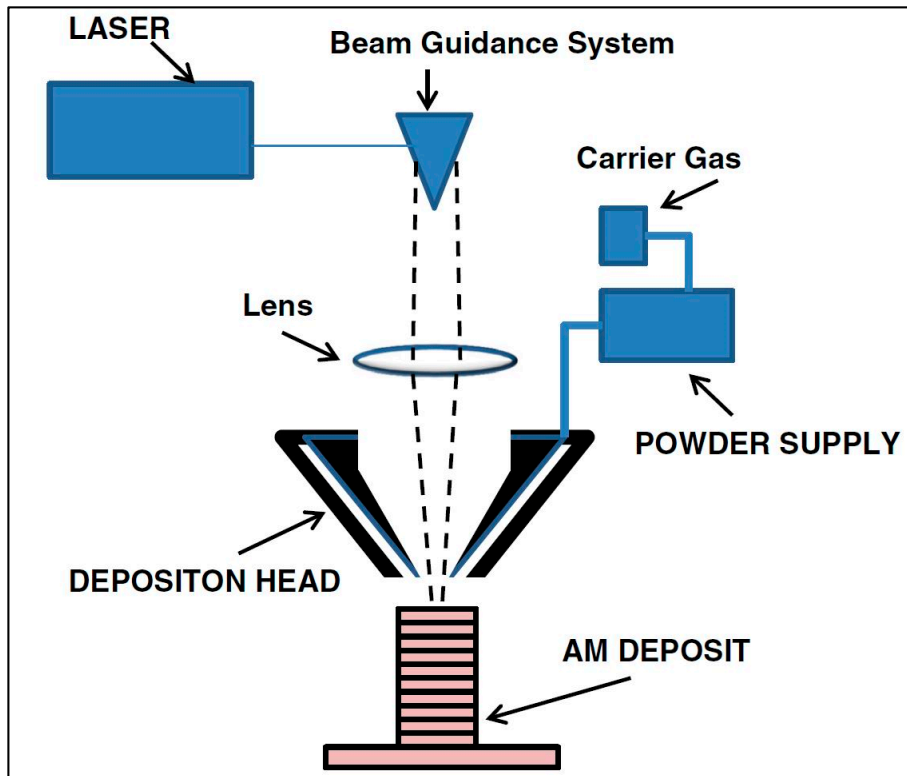 LASER
Beam Guidance System
Carrier Gas
Lens
POWDER SUPPLY
DEPOSITON HEAD
AM DEPOSIT